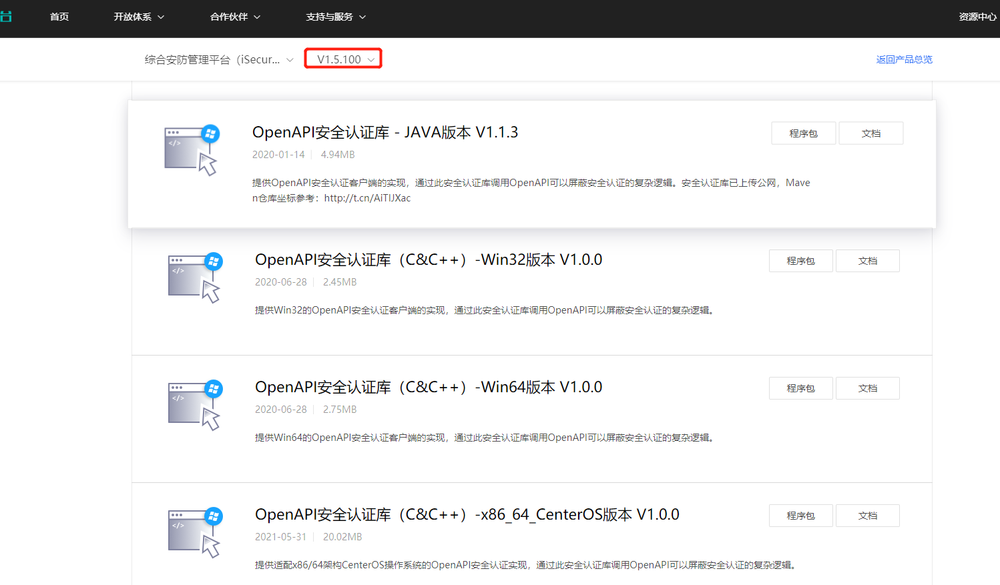 首页
开放体系
合作伙伴
支持与服务
资源中心
综合安防管理平台（iSecur...
V1.5.100
返回产品总览
OpenAPI安全认证库 - JAVA版本 V1.1.3
程序包
文档
2020-01-14
4.94MB
提供OpenAPI安全认证客户端的实现，通过此安全认证库调用OpenAPI可以屏蔽安全认证的复杂逻辑。安全认证库已上传公网，Mave
n仓库坐标参考：http://t.cn/AiTIJXac
</>
OpenAPI安全认证库（C&C++）-Win32版本 V1.0.0
程序包
文档
2020-06-28
2.45MB
提供Win32的OpenAPI安全认证客户端的实现，通过此安全认证库调用OpenAPI可以屏蔽安全认证的复杂逻辑。
</>
OpenAPI安全认证库（C&C++）-Win64版本 V1.0.0
程序包
文档
2020-06-28
2.75MB
提供Win64的OpenAPI安全认证客户端的实现，通过此安全认证库调用OpenAPI可以屏蔽安全认证的复杂逻辑。
</>
OpenAPI安全认证库（C&C++）-x86_64_CenterOS版本 V1.0.0
程序包
文档
2021-05-31
20.02MB
提供适配x86/64架构CenterOS操作系统的OpenAPI安全认证实现，通过此安全认证库调用OpenAPI可以屏蔽安全认证的复杂逻辑。
</>